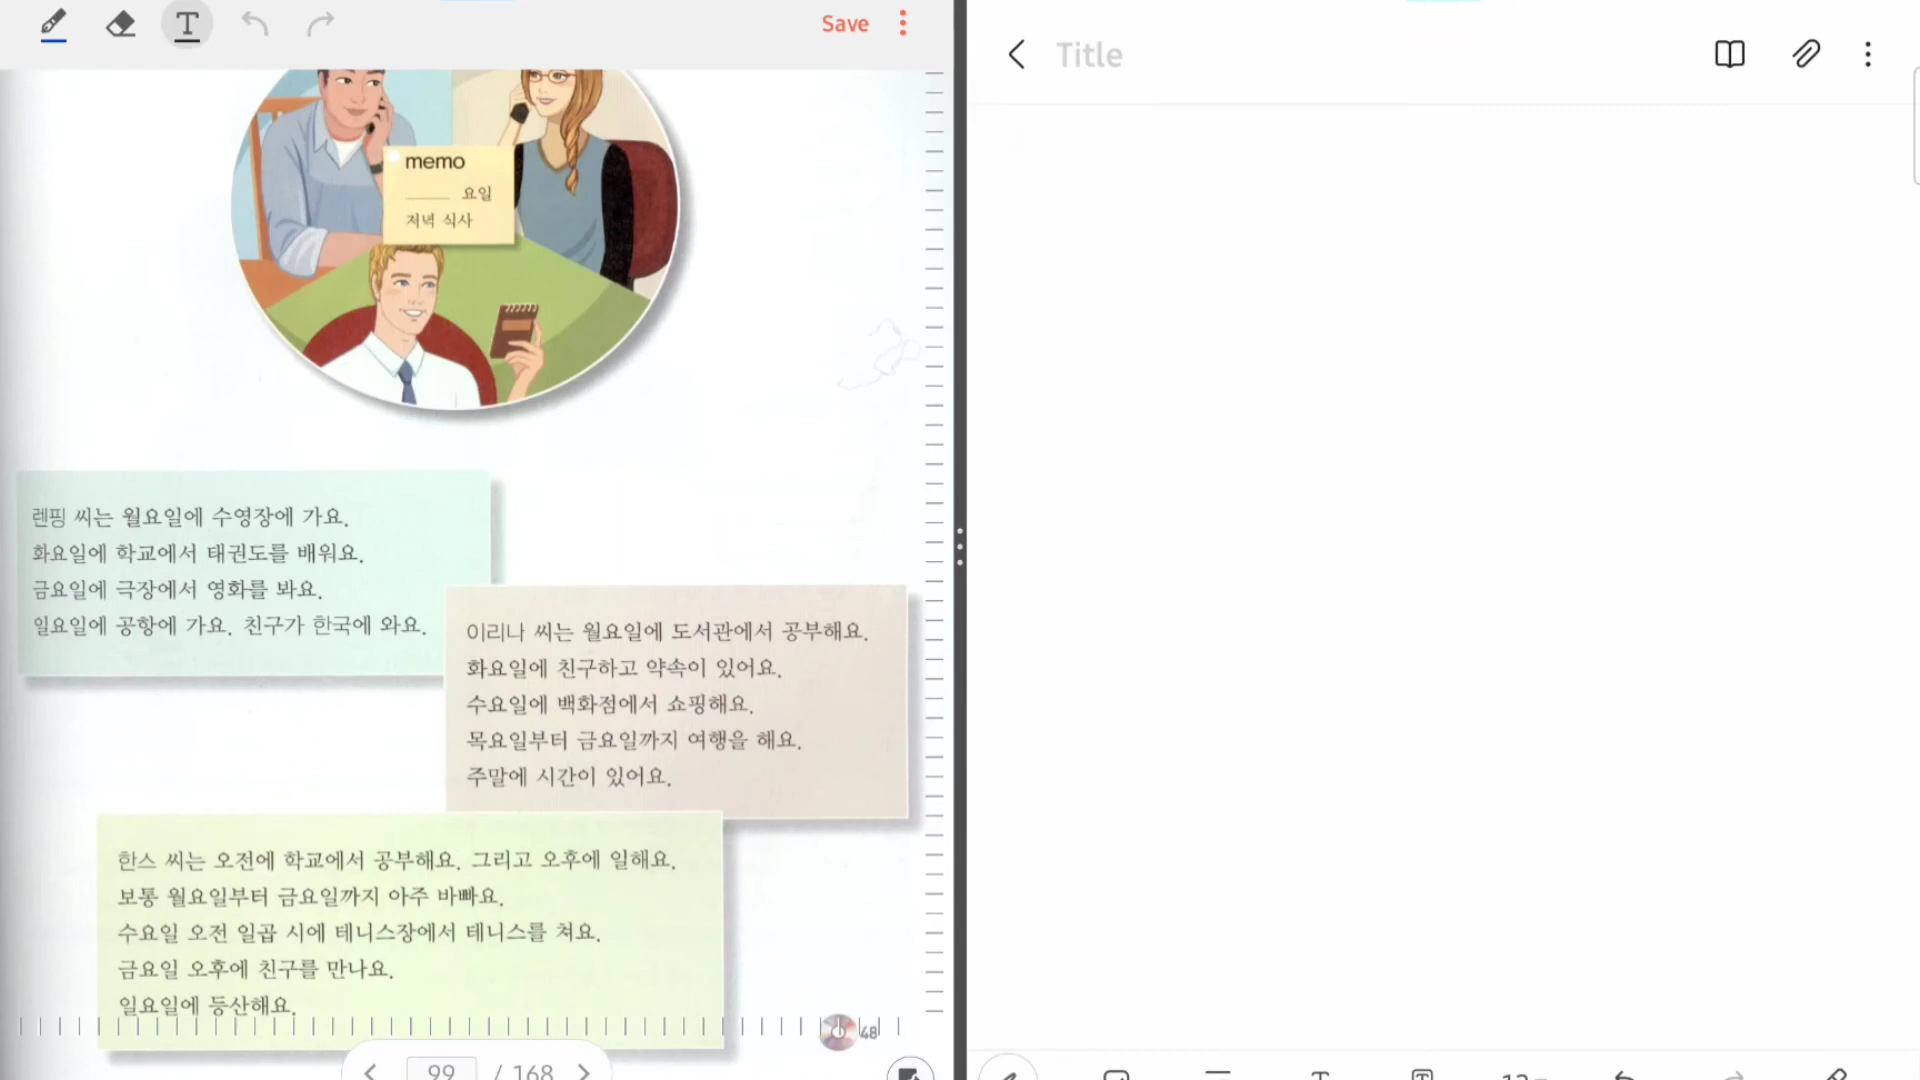 Save
Title
memo
____ 요일
저녁 식사
렌핑 씨는 월요일에 수영장에 가요.
화요일에 학교에서 태권도를 배워요.
금요일에 극장에서 영화를 봐요.
일요일에 공항에 가요. 친구가 한국에 와요.
이리나 씨는 월요일에 도서관에서 공부해요.
화요일에 친구하고 약속이 있어요.
수요일에 백화점에서 쇼핑해요.
목요일부터 금요일까지 여행을 해요.
주말에 시간이 있어요.
한스 씨는 오전에 학교에서 공부해요. 그리고 오후에 일해요.
보통 월요일부터 금요일까지 아주 바빠요.
수요일 오전 일곱 시에 테니스장에서 테니스를 쳐요.
금요일 오후에 친구를 만나요.
일요일에 등산해요.
48
99 / 168